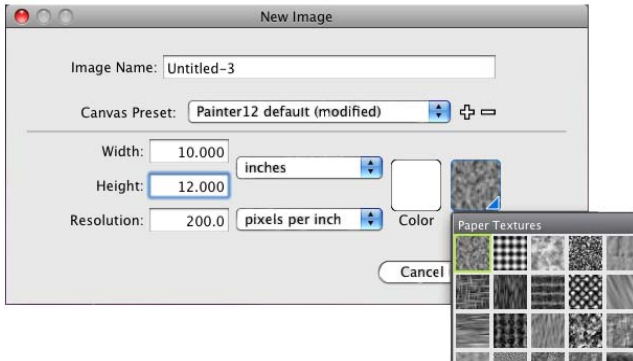 New Image
Image Name: Untitled-3
Canvas Preset: Painter12 default (modified)
Width: 10.000
inches
Height: 12.000
Resolution: 200.0 pixels per inch
Color
Paper Textures
Cancel